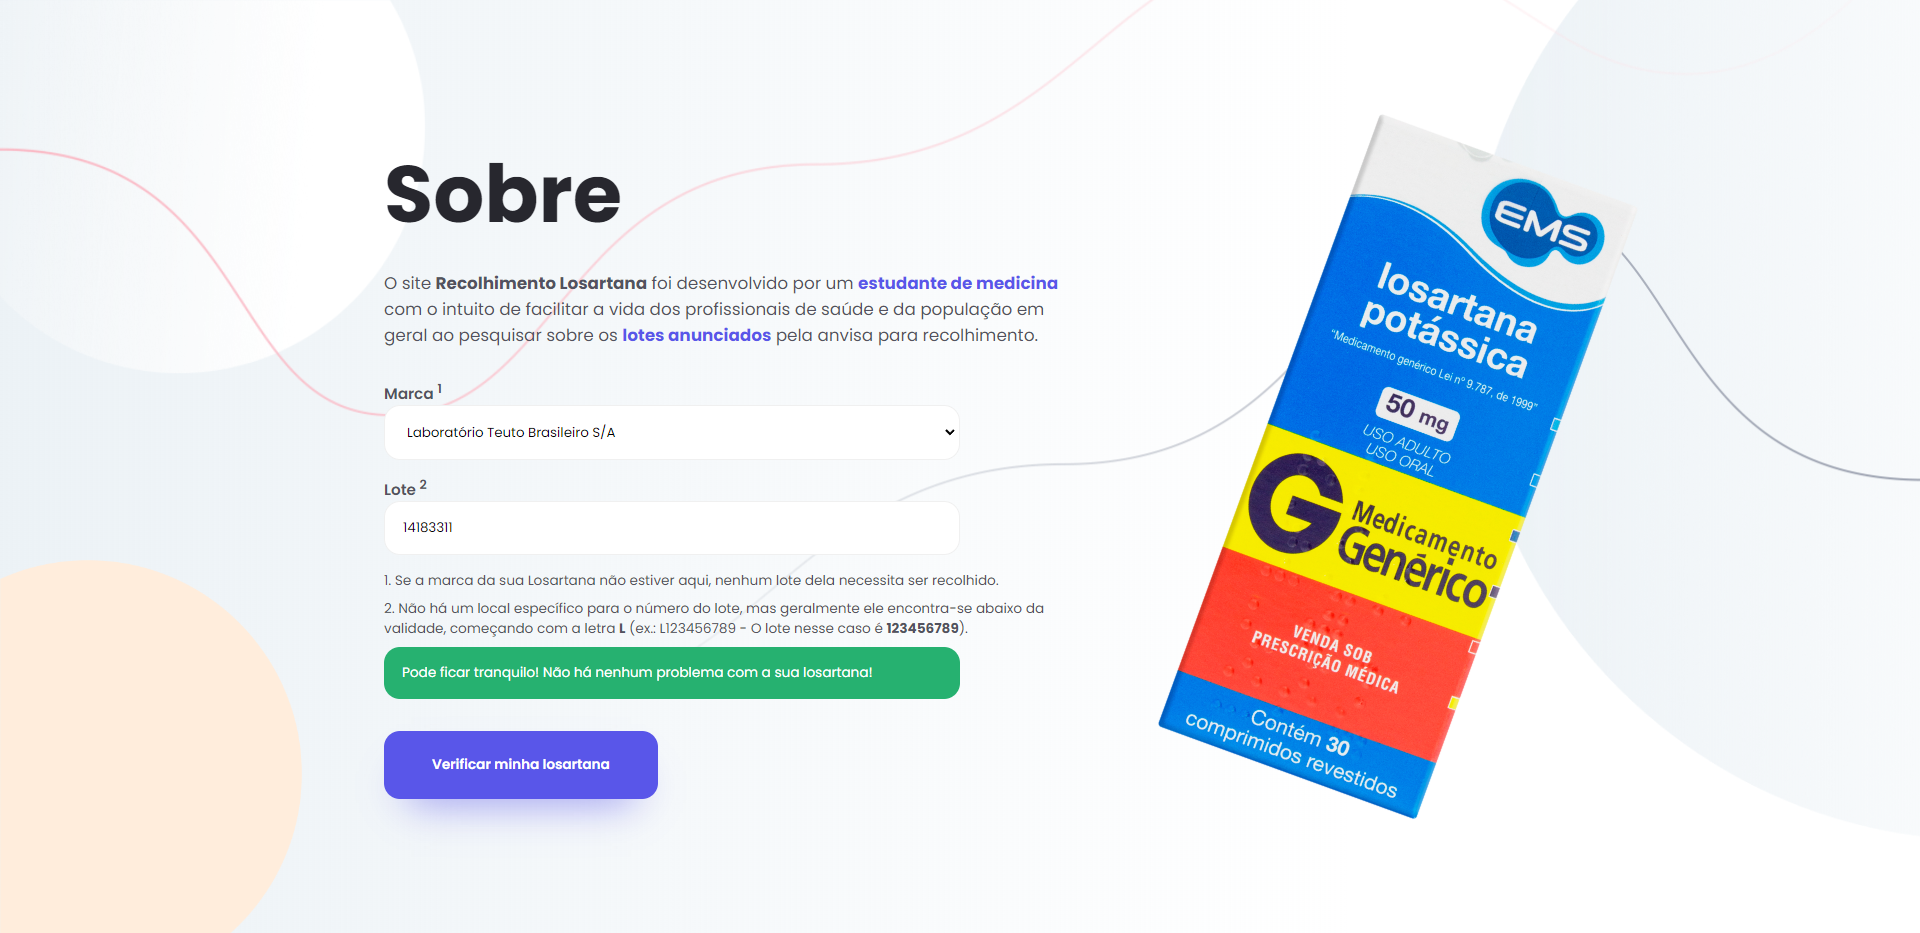 Sobre
O site Recolhimento Losartana foi desenvolvido por um estudante de medicina
com o intuito de facilitar a vida dos profissionais de saúde e da população em
geral ao pesquisar sobre os lotes anunciados pela anvisa para recolhimento.
Marca 1
Laboratório Teuto Brasileiro S/A
Lote 2
14183311
1. Se a marca da sua Losartana não estiver aqui, nenhum lote dela necessita ser recolhido.
2. Não há um local específico para o número do lote, mas geralmente ele encontra-se abaixo da
validade, começando com a letra L (ex.: L123456789 - O lote nesse caso é 123456789).
Pode ficar tranquilo! Não há nenhum problema com a sua losartana!
Verificar minha losartana
EMS
losartana
potássica
"Medicamento genérico Lei nº 9.787, de 1999"
50 mg
USO ADULTO
USO ORAL
G
Medicamento
Genérico
VENDA SOB
PRESCRIÇÃO MÉDICA
Contém 30
comprimidos revestidos